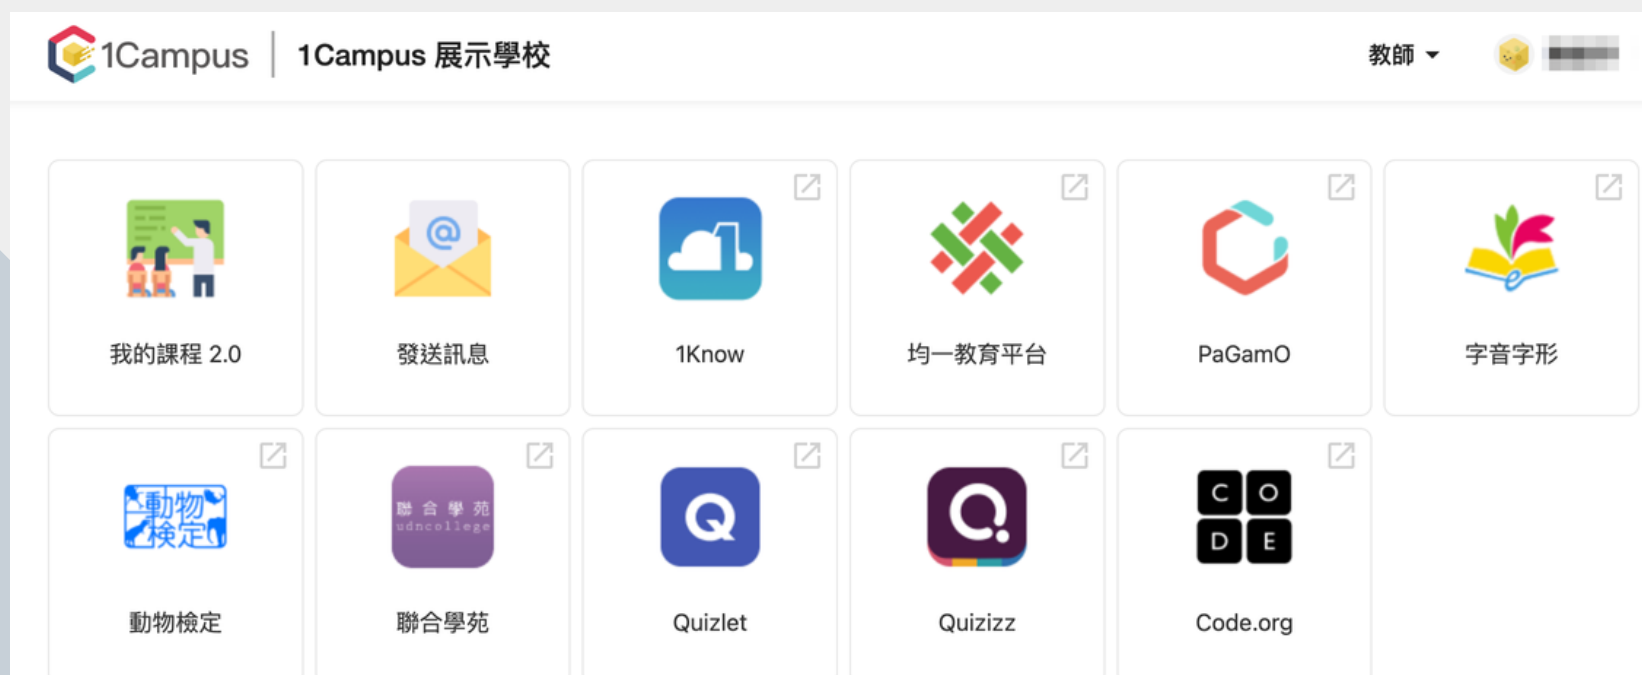 1Campus
1Campus 展示學校
教師
@
1
我的課程 2.0
發送訊息
1Know
均一教育平台
PaGamO
e
字音字形
動物
檢定
聯合學苑
udncollege
Q
Q
C O
D E
動物檢定
聯合學苑
Quizlet
Quizizz
Code.org